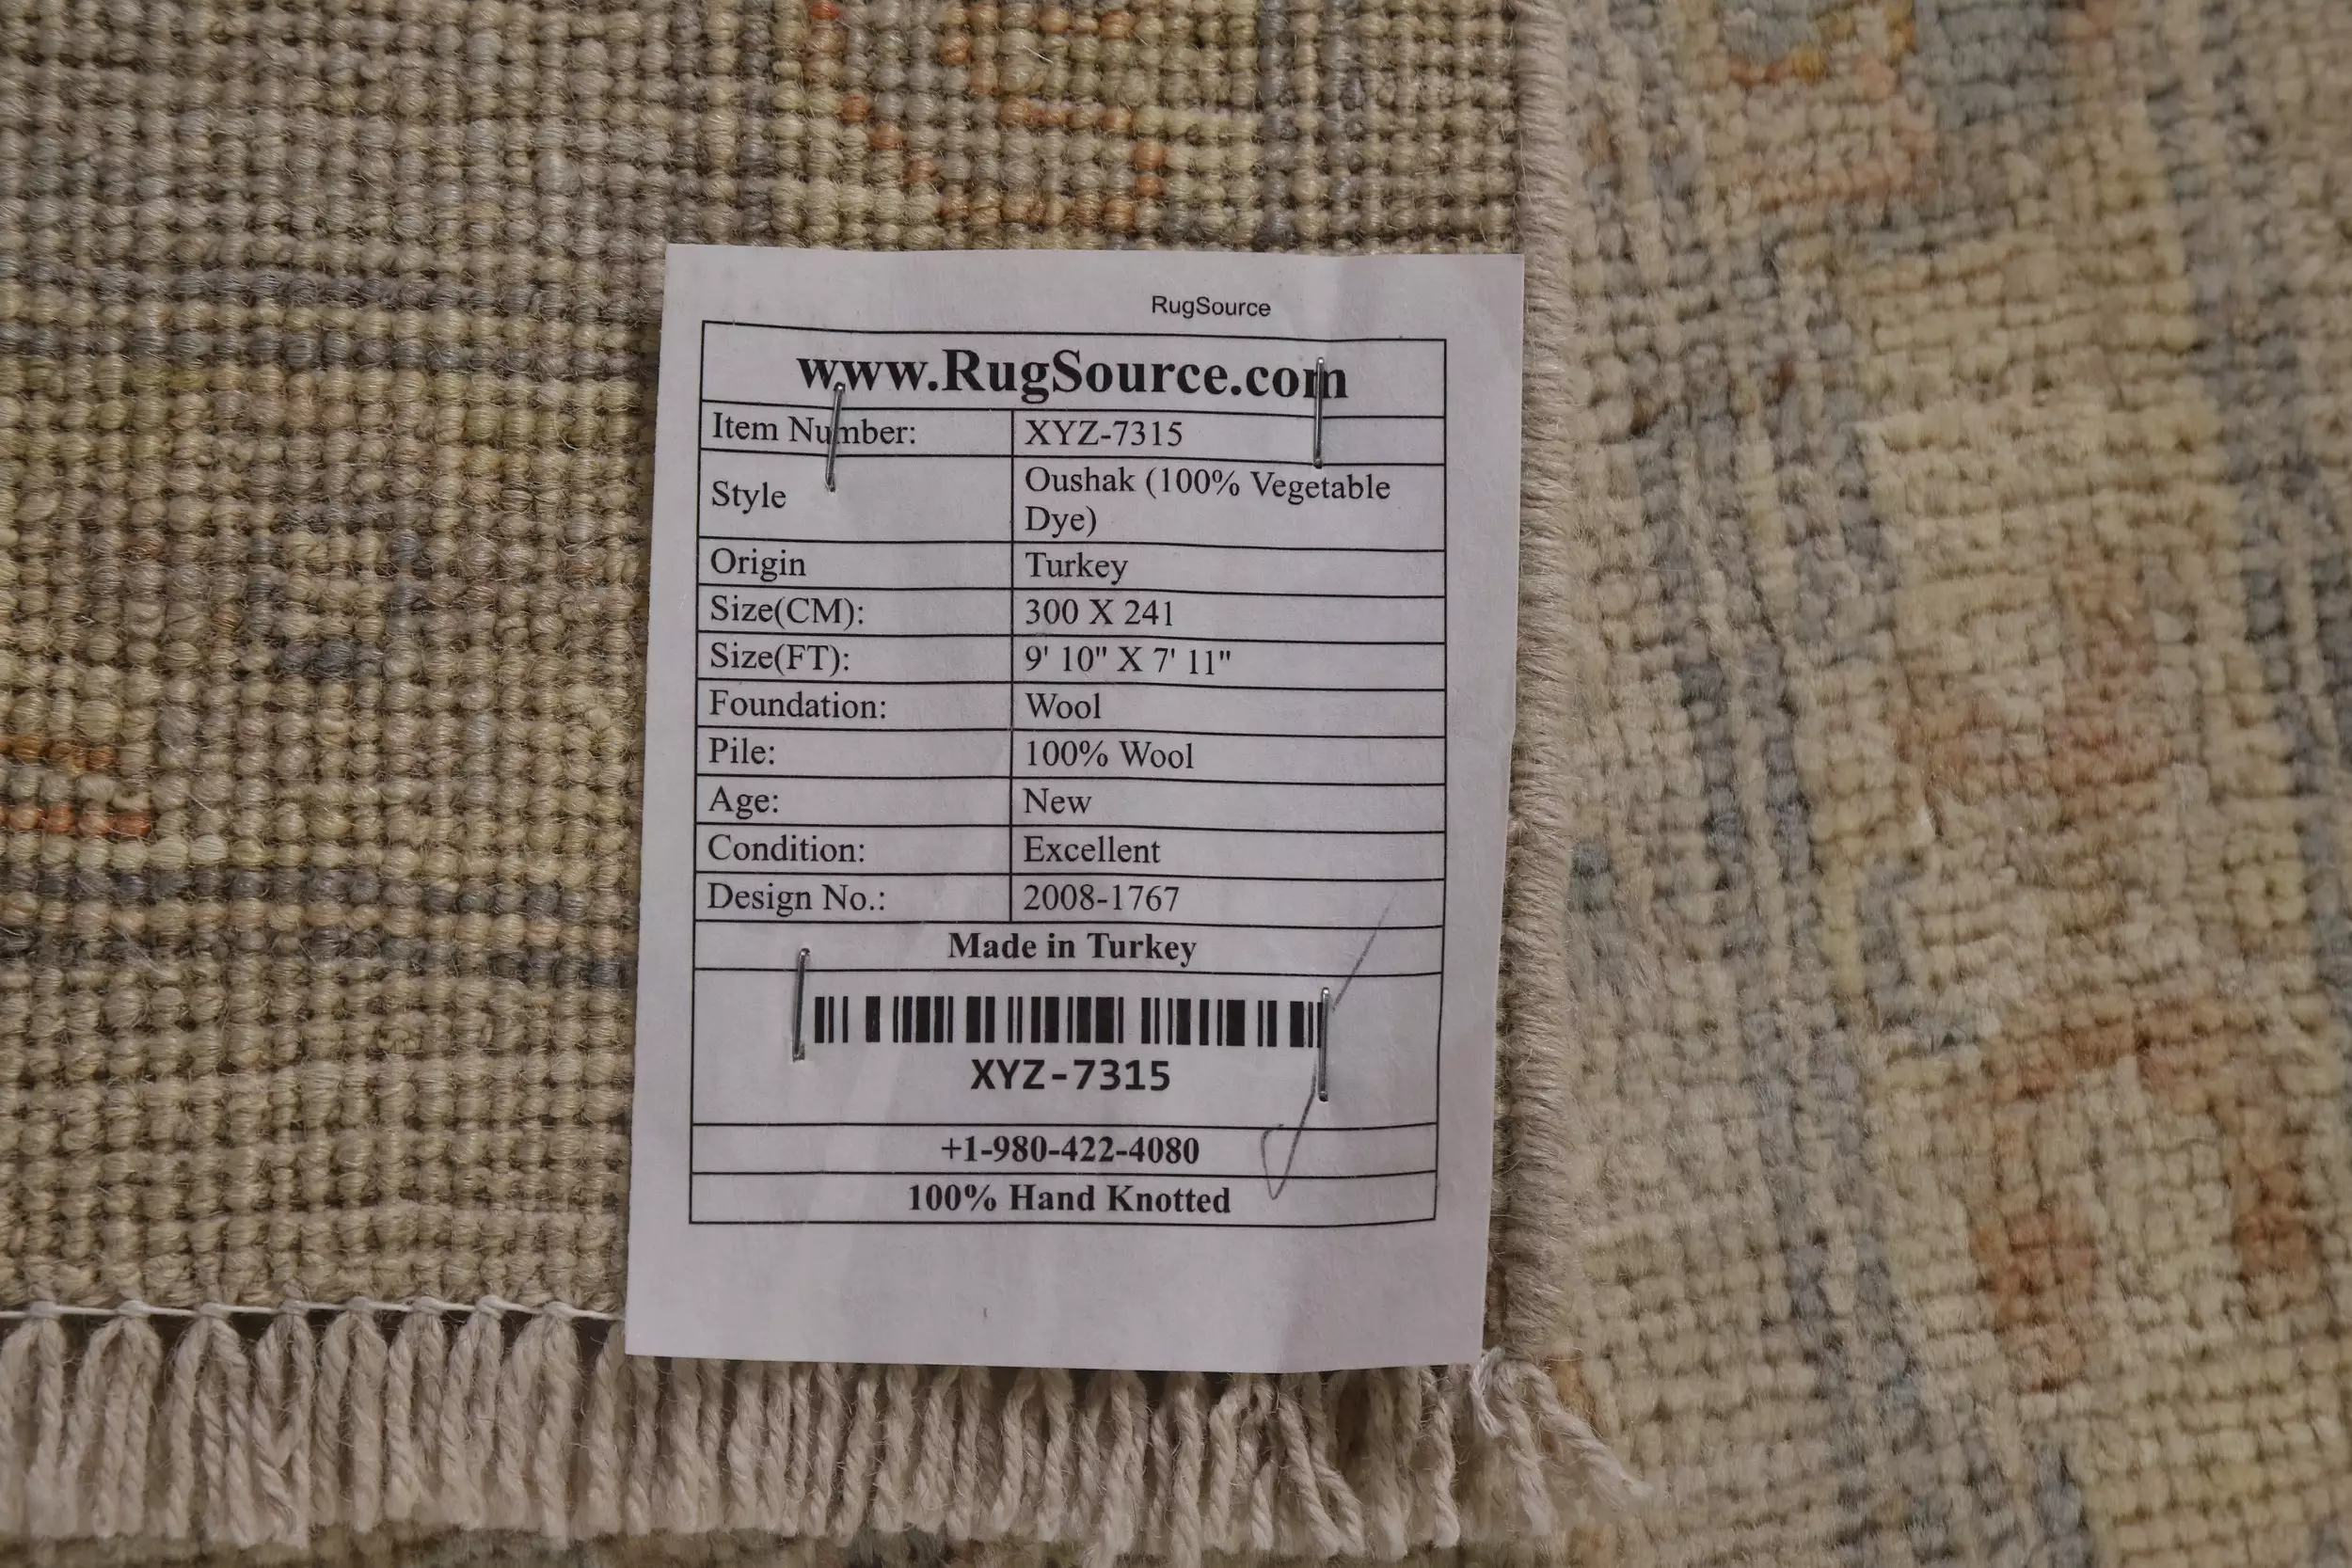 RugSource
www.RugSource.com
Item Number: XYZ-7315
Style Oushak (100% Vegetable
Dye)
Origin Turkey
Size(CM): 300 X 241
Size(FT): 9' 10" X 7' 11"
Foundation: Wool
Pile: 100% Wool
Age: New
Condition: Excellent
Design No.: 2008-1767
Made in Turkey
XYZ-7315
+1-980-422-4080
100% Hand Knotted